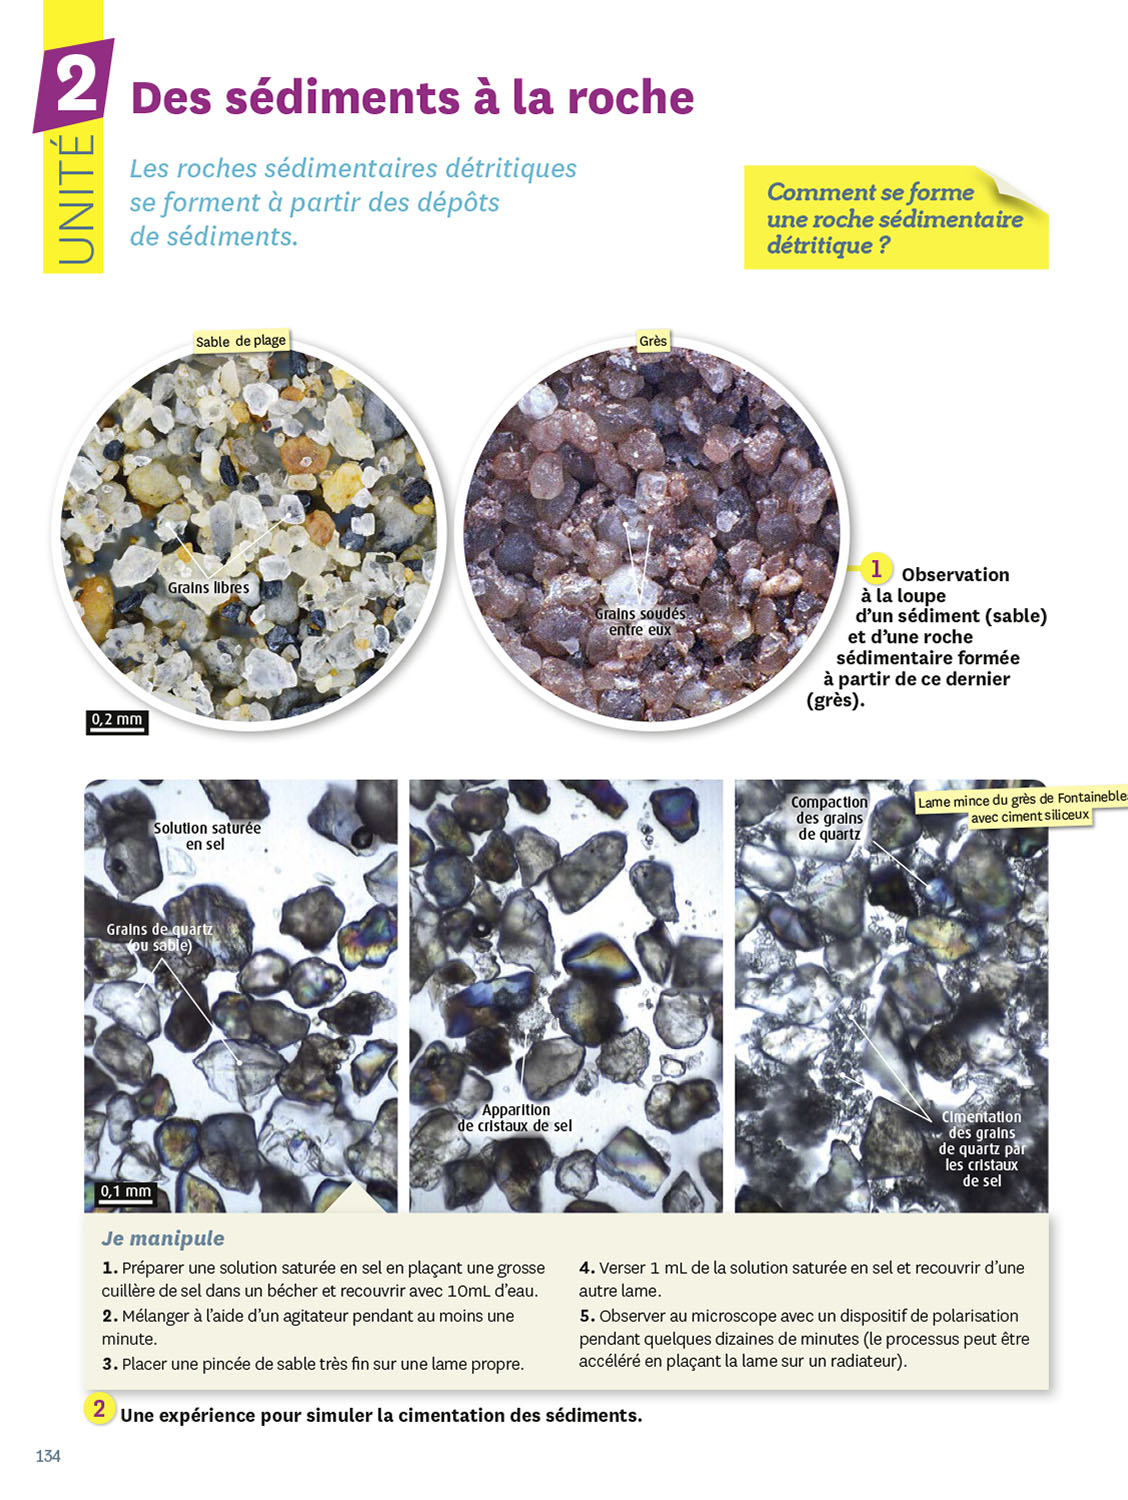 2
UNITÉ
Des sédiments à la roche
Les roches sédimentaires détritiques
se forment à partir des dépôts
de sédiments.
Comment se forme
une roche sédimentaire
détritique ?
Sable de plage
Grains libres
0,2 mm
Grès
Grains soudés
entre eux
1 Observation
à la loupe
d'un sédiment (sable)
et d'une roche
sédimentaire formée
à partir de ce dernier
(grès).
Solution saturée
en sel
Grains de quartz
(ou sable)
0,1 mm
Apparition
de cristaux de sel
Compaction
des grains
de quartz
Lame mince du grès de Fontaineble
avec ciment siliceux
Cimentation
des grains
de quartz par
les cristaux
de sel
Je manipule
1. Préparer une solution saturée en sel en plaçant une grosse
cuillère de sel dans un bécher et recouvrir avec 10mL d'eau.
2. Mélanger à l'aide d'un agitateur pendant au moins une
minute.
3. Placer une pincée de sable très fin sur une lame propre.
4. Verser 1 mL de la solution saturée en sel et recouvrir d'une
autre lame.
5. Observer au microscope avec un dispositif de polarisation
pendant quelques dizaines de minutes (le processus peut être
accéléré en plaçant la lame sur un radiateur).
2 Une expérience pour simuler la cimentation des sédiments.
134